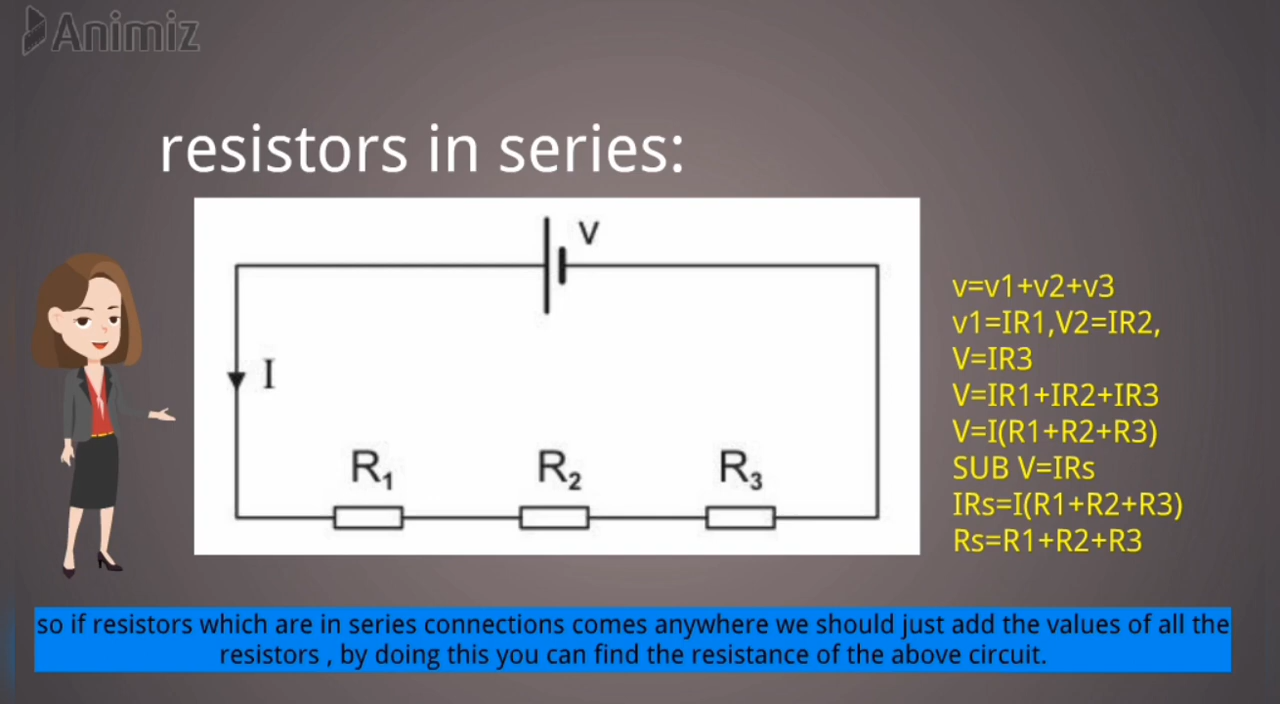 Animiz
resistors in series:
V
I
R₁ R₂ R₃
v=v1+v2+v3
v1=IR1,V2=IR2,
V=IR3
V=IR1+IR2+IR3
V=I(R1+R2+R3)
SUB V=IRs
IRs=I(R1+R2+R3)
Rs=R1+R2+R3
so if resistors which are in series connections comes anywhere we should just add the values of all the
resistors , by doing this you can find the resistance of the above circuit.